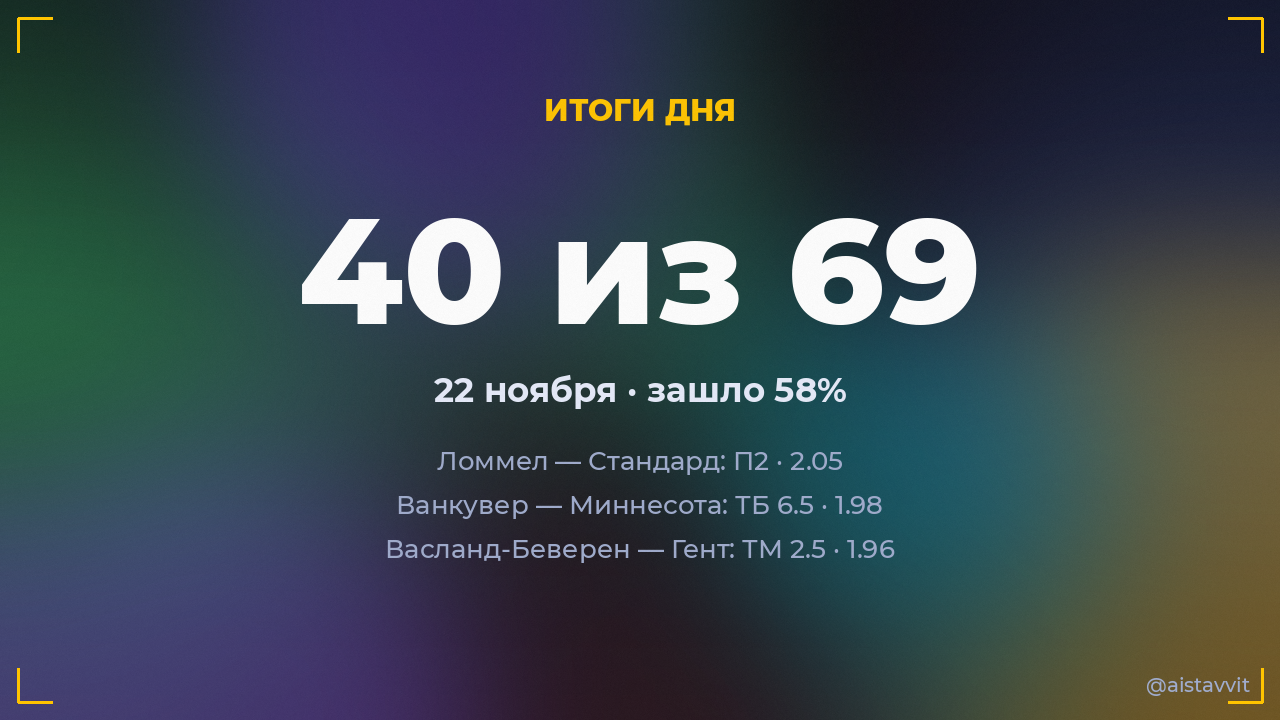 ИТОГИ ДНЯ
40 из 69
22 ноября · зашло 58%
Ломмел — Стандард: П2 · 2.05
Ванкувер — Миннесота: ТБ 6.5 · 1.98
Васланд-Беверен — Гент: ТМ 2.5 · 1.96
@aistavvit